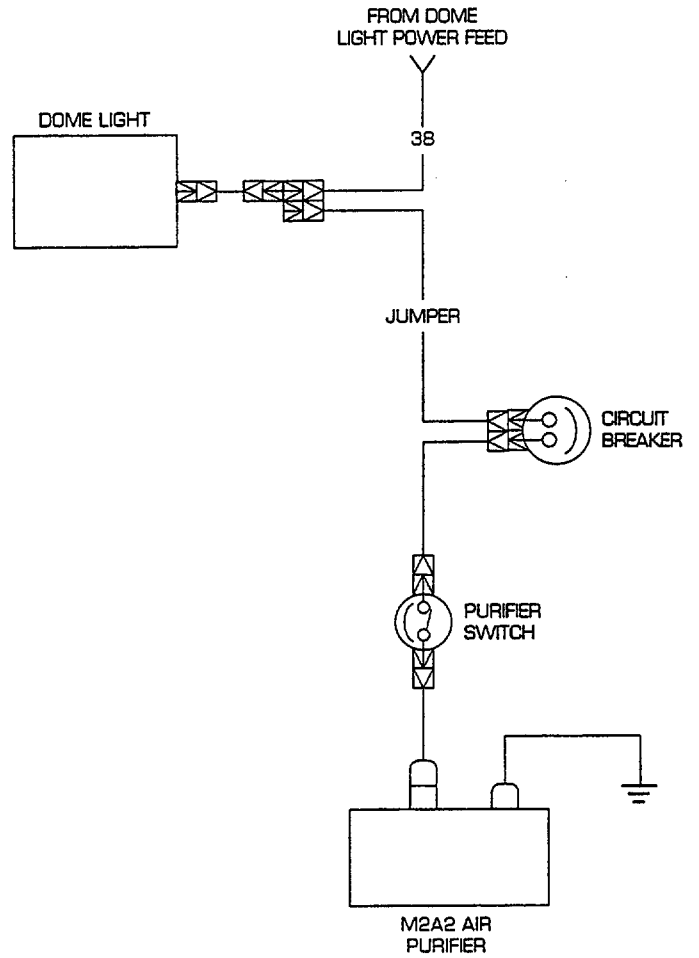 FROM DOME
LIGHT POWER FEED
DOME LIGHT
38
JUMPER
CIRCUIT
BREAKER
PURIFIER
SWITCH
M2A2 AIR
PURIFIER